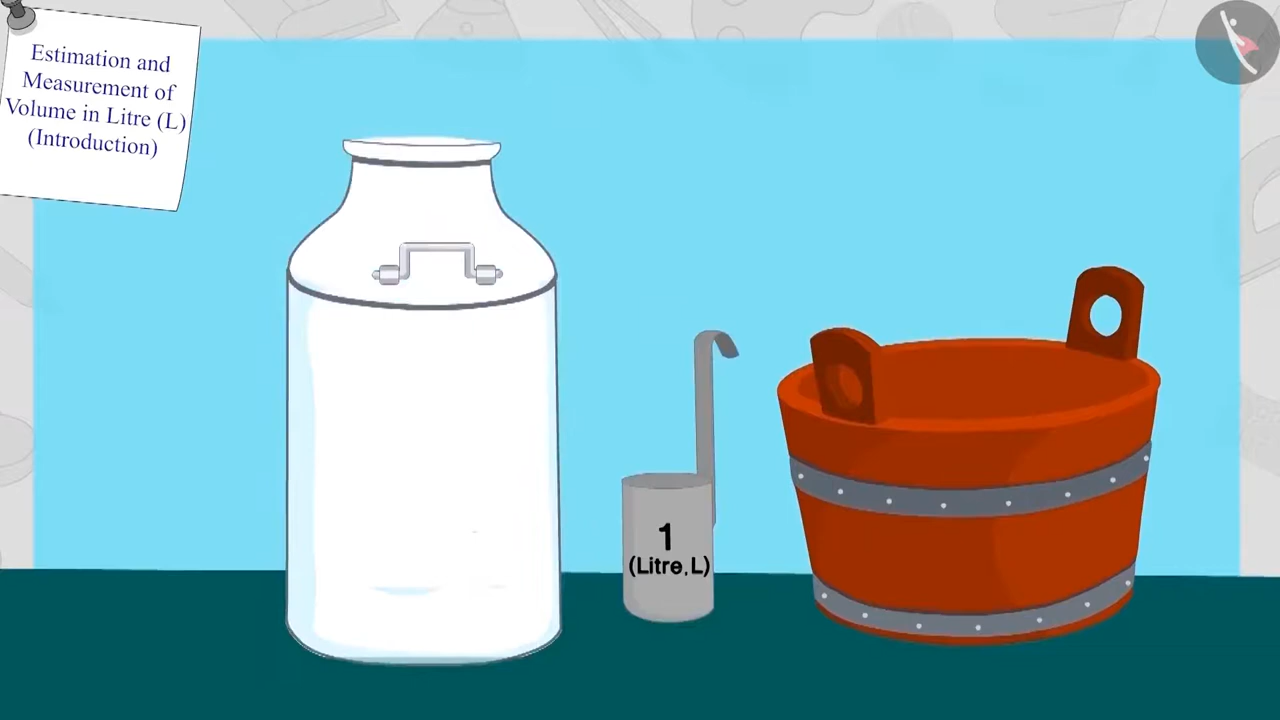 Estimation and
Measurement of
Volume in Litre (L)
(Introduction)
1
(Litre,L)